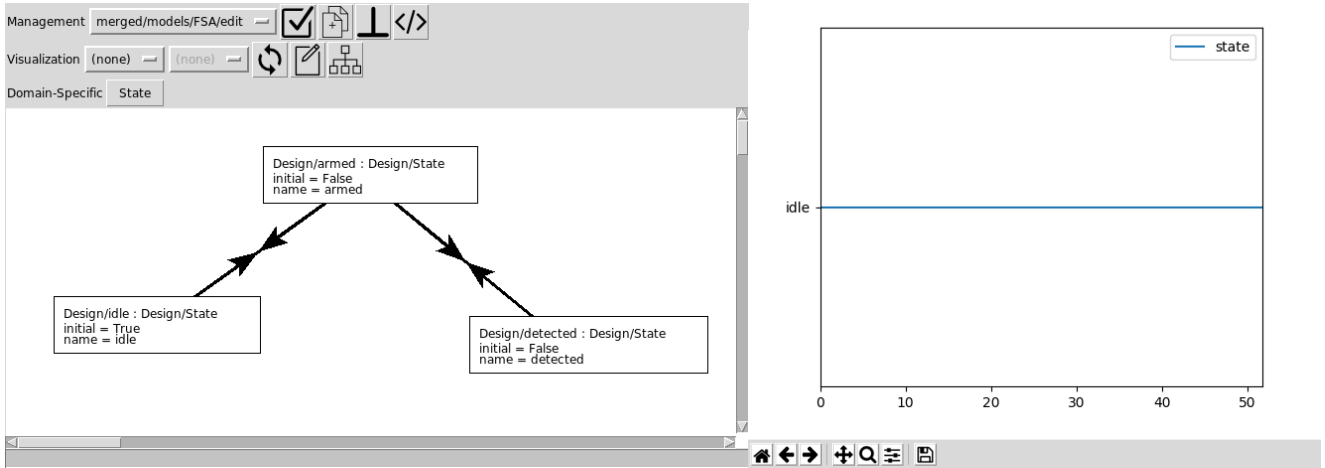 Management merged/models/FSA/edit </>
Visualization (none) (none)
Domain-Specific State
Design/armed : Design/State
initial = False
name = armed
Design/idle : Design/State
initial = True
name = idle
Design/detected : Design/State
initial = False
name = detected
state
idle
0 10 20 30 40 50